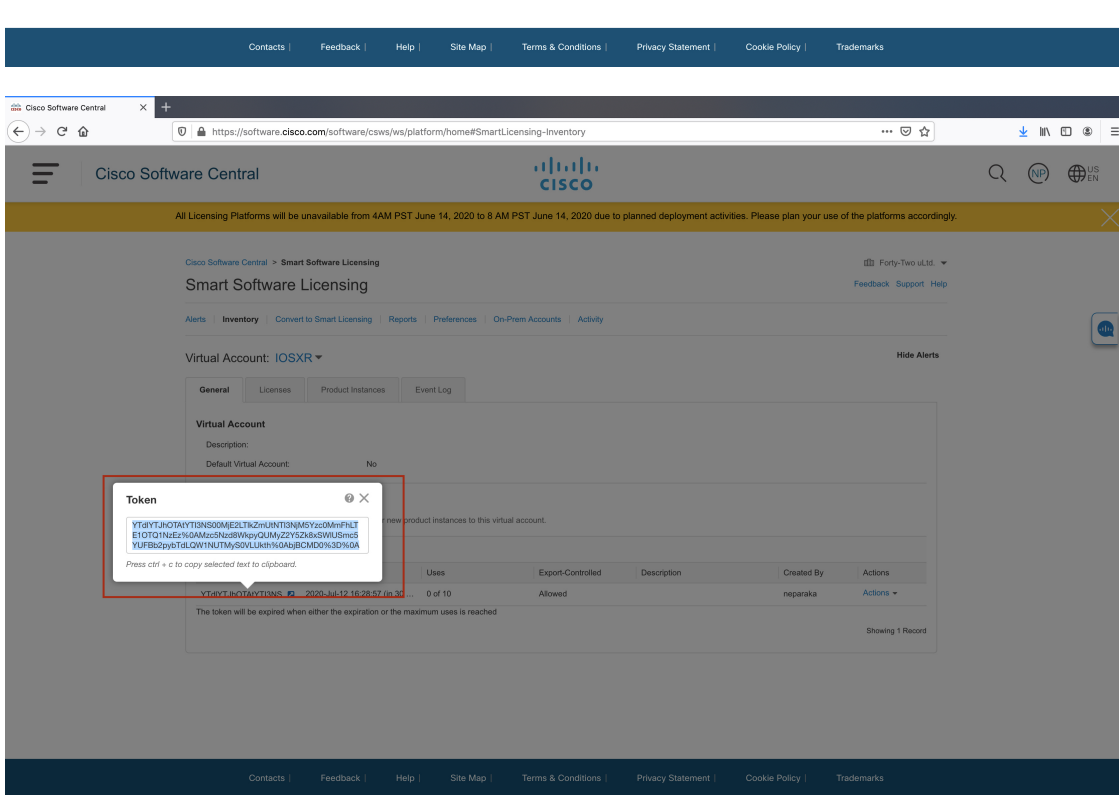 Contacts | Feedback | Help | Site Map | Terms & Conditions | Privacy Statement | Cookie Policy | Trademarks
Cisco Software Central
https://software.cisco.com/software/csws/ws/platform/home#SmartLicensing-Inventory
Cisco Software Central
CISCO
NP
US
EN
All Licensing Platforms will be unavailable from 4AM PST June 14, 2020 to 8 AM PST June 14, 2020 due to planned deployment activities. Please plan your use of the platforms accordingly.
Cisco Software Central > Smart Software Licensing
Forty-Two uLtd.
Smart Software Licensing
Feedback Support Help
Alerts | Inventory | Convert to Smart Licensing | Reports | Preferences | On-Prem Accounts | Activity
Virtual Account: IOSXR
Hide Alerts
General Licenses Product Instances Event Log
Virtual Account
Description:
Default Virtual Account: No
Token
new product instances to this virtual account.
YTdIYTJhOTAtYTI3NS00MjE2LTlkZmUtNTI3NjM5Yzc0MmFhLT
E1OTQ1NzEz%0AMzc5Nzd8WkpyQUMyZ2Y5Zk8xSWlUSmc5
YUFBb2pybTdLQW1NUTMyS0VLUkth%0AbjBCMD0%3D%0A
Press ctrl + c to copy selected text to clipboard.
Uses Export-Controlled Description Created By Actions
YTdIYTJhOTAtYTI3NS 2020-Jul-12 16:28:57 (in 30 ... 0 of 10 Allowed neparaka Actions
The token will be expired when either the expiration or the maximum uses is reached
Showing 1 Record
Contacts | Feedback | Help | Site Map | Terms & Conditions | Privacy Statement | Cookie Policy | Trademarks